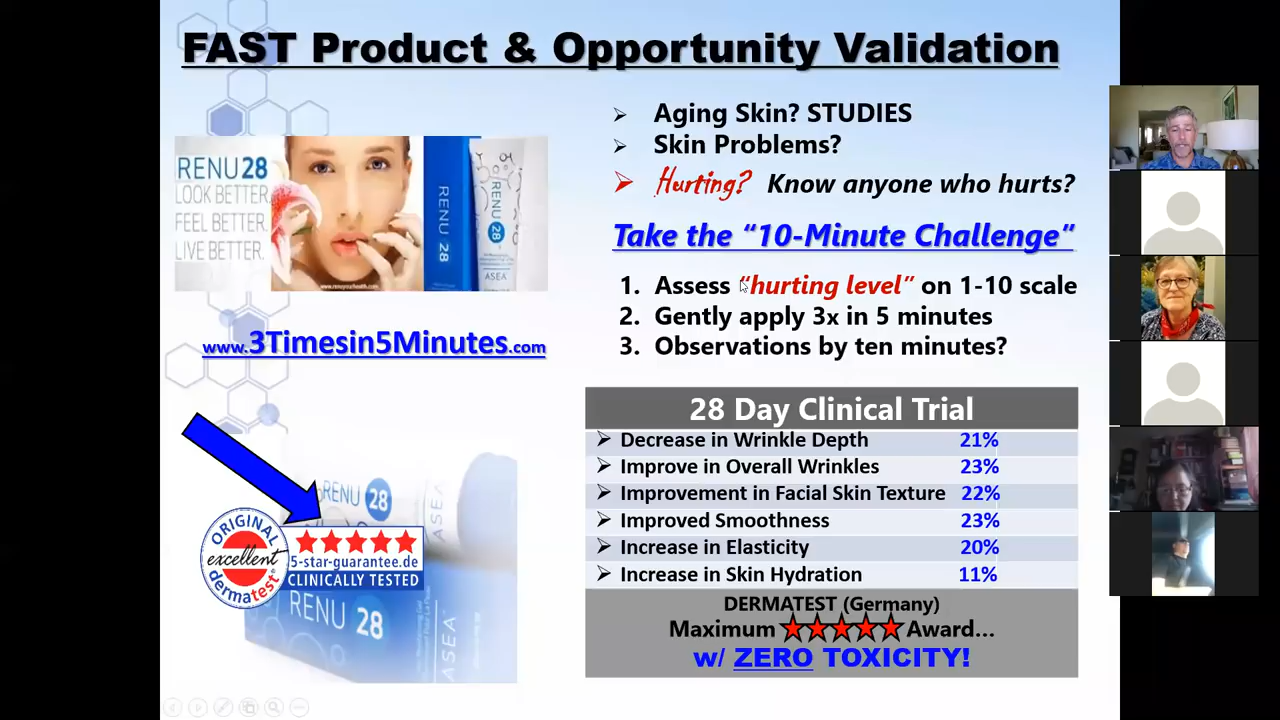 FAST Product & Opportunity Validation
RENU28
LOOK BETTER.
FEEL BETTER.
LIVE BETTER.
RENU 28
RENU
28
ASEA
www.renuyourhealth.com
www.3Timesin5Minutes.com
Aging Skin? STUDIES
Skin Problems?
Hurting? Know anyone who hurts?
Take the “10-Minute Challenge“
1. Assess “hurting level” on 1-10 scale
2. Gently apply 3x in 5 minutes
3. Observations by ten minutes?
28 Day Clinical Trial
Decrease in Wrinkle Depth 21%
Improve in Overall Wrinkles 23%
Improvement in Facial Skin Texture 22%
Improved Smoothness 23%
Increase in Elasticity 20%
Increase in Skin Hydration 11%
DERMATEST (Germany)
Maximum Award...
w/ ZERO TOXICITY!
RENU 28
ASEA
ORIGINAL
excellent
dermatest
5-star-guarantee.de
CLINICALLY TESTED
RENU 28
ASEA